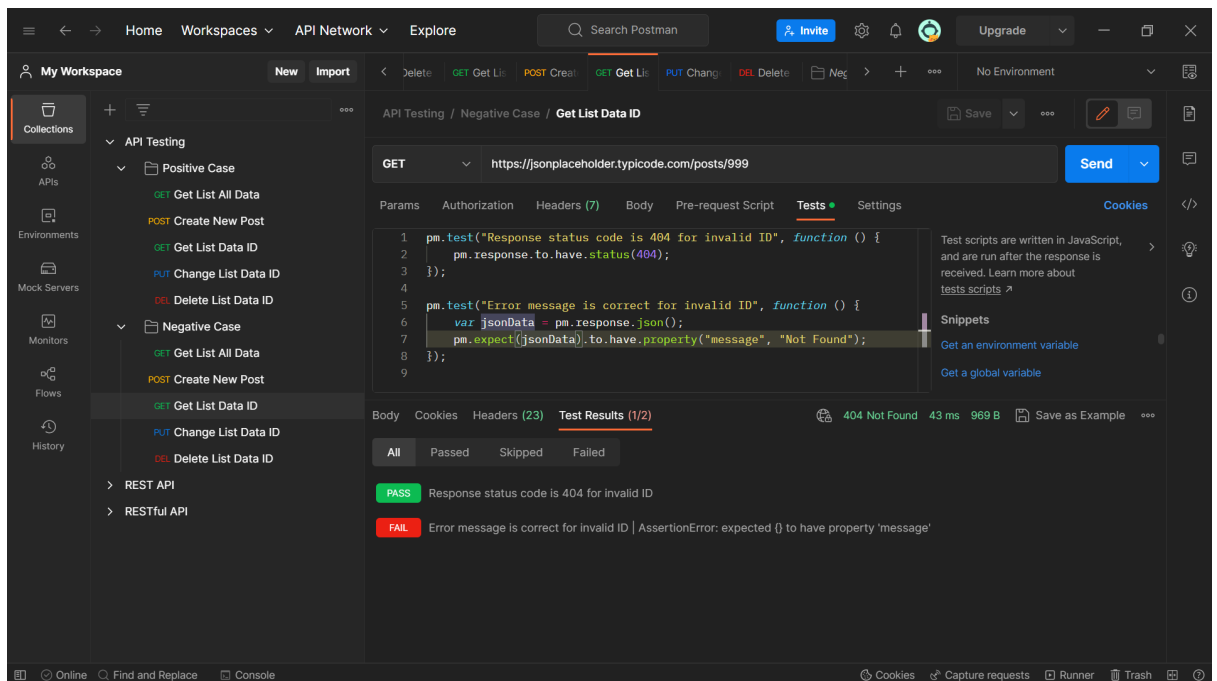 Home Workspaces API Network Explore Search Postman Invite Upgrade
My Workspace New Import Delete GET Get Lis POST Creat GET Get Lis PUT Chang DEL Delete Neg No Environment
Collections
APIs
Environments
Mock Servers
Monitors
Flows
History
API Testing
Positive Case
GET Get List All Data
POST Create New Post
GET Get List Data ID
PUT Change List Data ID
DEL Delete List Data ID
Negative Case
GET Get List All Data
POST Create New Post
GET Get List Data ID
PUT Change List Data ID
DEL Delete List Data ID
REST API
RESTful API
API Testing / Negative Case / Get List Data ID Save
GET https://jsonplaceholder.typicode.com/posts/999 Send
Params Authorization Headers (7) Body Pre-request Script Tests Settings Cookies
1 pm.test("Response status code is 404 for invalid ID", function () {
2 pm.response.to.have.status(404);
3 });
4
5 pm.test("Error message is correct for invalid ID", function () {
6 var jsonData = pm.response.json();
7 pm.expect(jsonData).to.have.property("message", "Not Found");
8 });
9
Test scripts are written in JavaScript,
and are run after the response is
received. Learn more about
tests scripts ↗
Snippets
Get an environment variable
Get a global variable
Body Cookies Headers (23) Test Results (1/2) 404 Not Found 43 ms 969 B Save as Example
All Passed Skipped Failed
PASS Response status code is 404 for invalid ID
FAIL Error message is correct for invalid ID | AssertionError: expected {} to have property 'message'
Online Find and Replace Console Cookies Capture requests Runner Trash